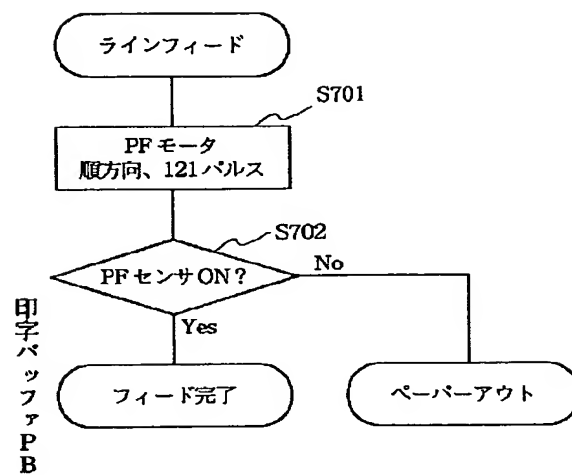 ラインフィード
S701
PFモータ
順方向、121パルス
S702
PFセンサON?
No
Yes
フィード完了
ペーパーアウト
印字バッファPB